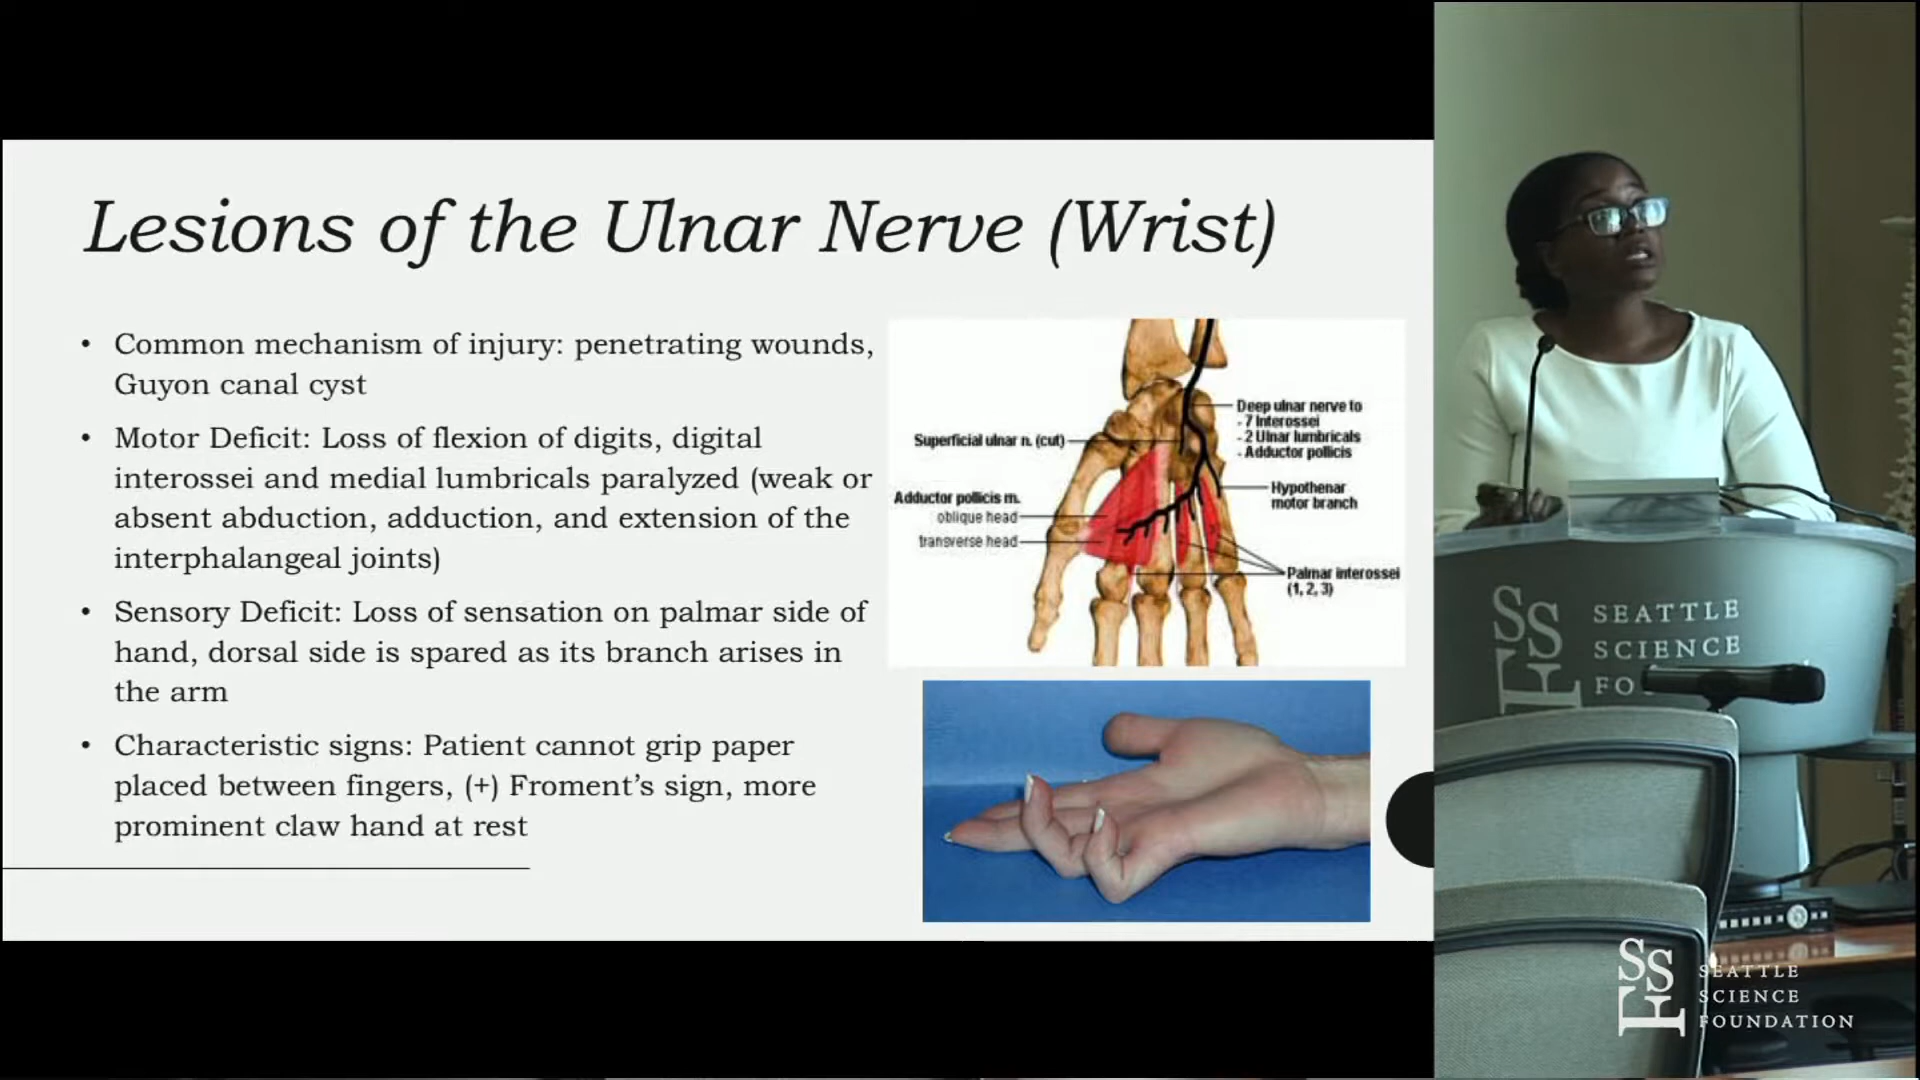 Lesions of the Ulnar Nerve (Wrist)
• Common mechanism of injury: penetrating wounds,
Guyon canal cyst
• Motor Deficit: Loss of flexion of digits, digital
interossei and medial lumbricals paralyzed (weak or
absent abduction, adduction, and extension of the
interphalangeal joints)
• Sensory Deficit: Loss of sensation on palmar side of
hand, dorsal side is spared as its branch arises in
the arm
• Characteristic signs: Patient cannot grip paper
placed between fingers, (+) Froment's sign, more
prominent claw hand at rest
Superficial ulnar n. (cut)
Adductor pollicis m.
oblique head
transverse head
Deep ulnar nerve to
- 7 Interossei
- 2 Ulnar lumbricals
- Adductor pollicis
Hypothenar
motor branch
Palmar interossei
(1, 2, 3)
SSF
SEATTLE
SCIENCE
FO
SSF
SEATTLE
SCIENCE
FOUNDATION